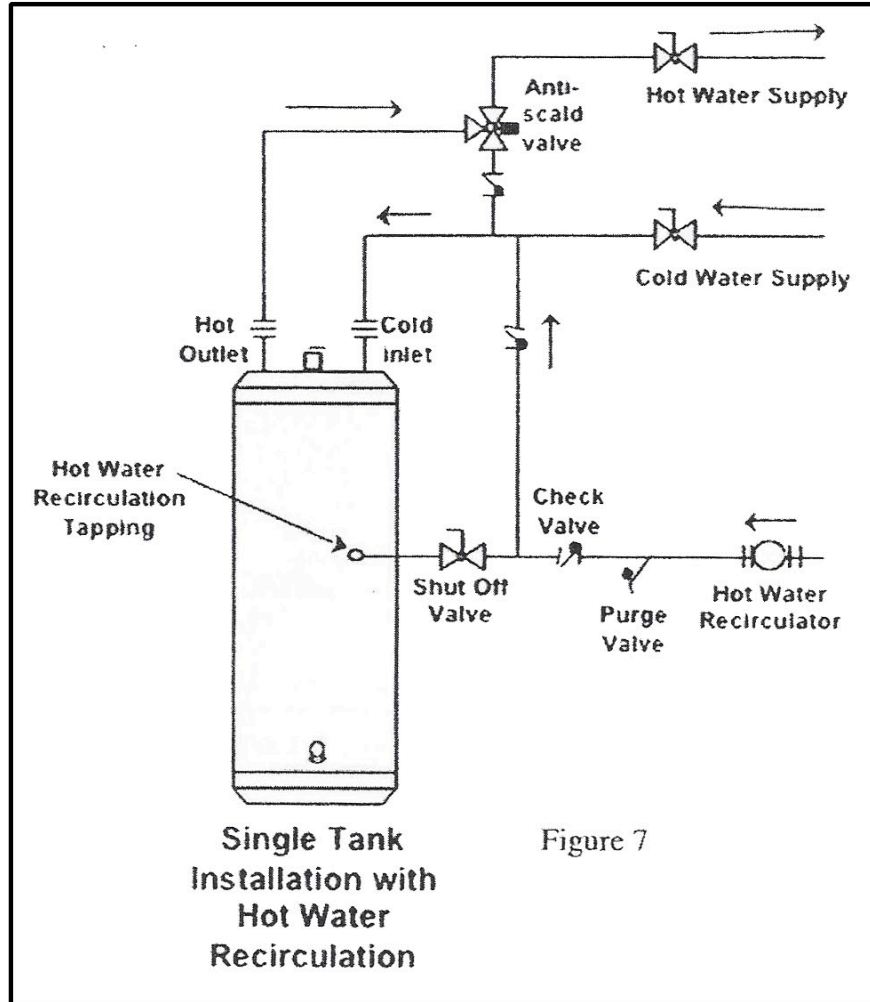 Anti-
scald
valve
Hot Water Supply
Cold Water Supply
Hot
Outlet
Cold
Inlet
Hot Water
Recirculation
Tapping
Check
Valve
Shut Off
Valve
Purge
Valve
Hot Water
Recirculator
Single Tank
Installation with
Hot Water
Recirculation
Figure 7